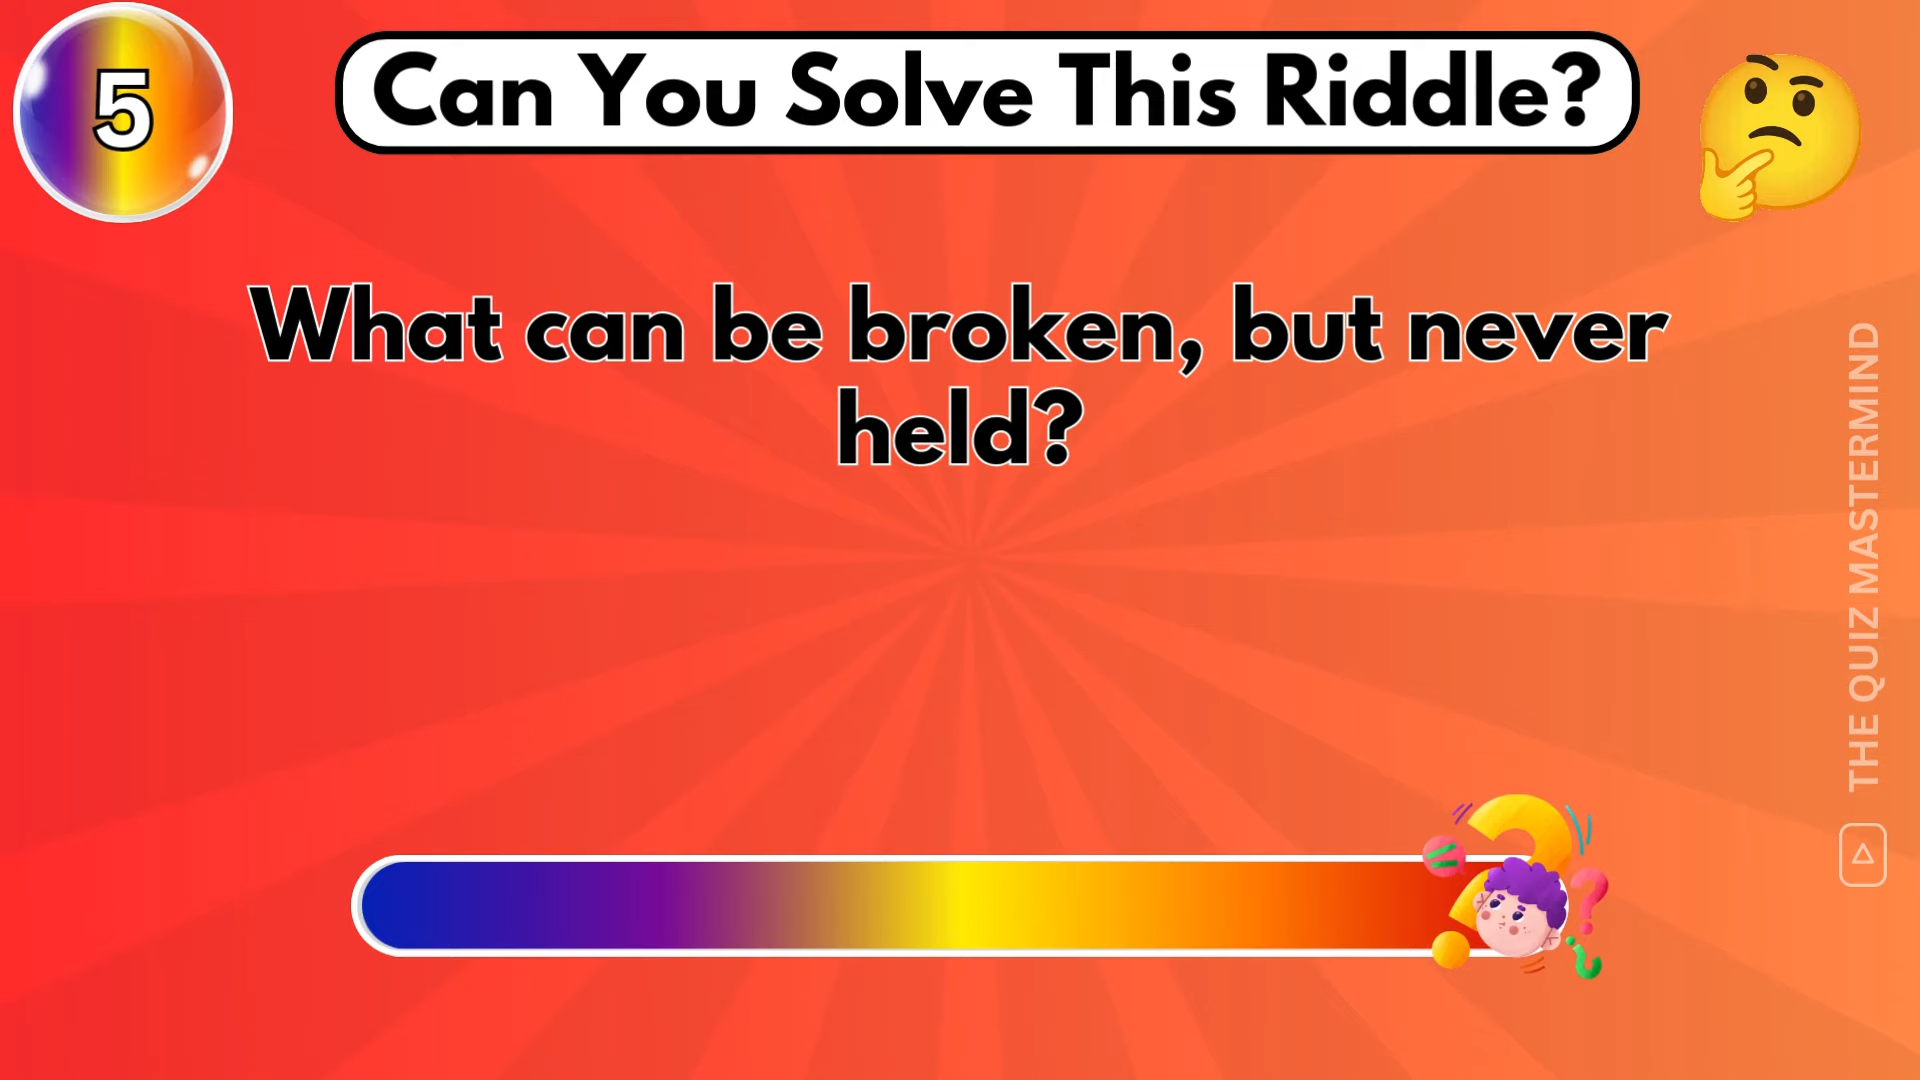 5
Can You Solve This Riddle?
What can be broken, but never
held?
THE QUIZ MASTERMIND